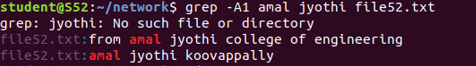 student@S52:~/network$ grep -A1 amal jyothi file52.txt
grep: jyothi: No such file or directory
file52.txt:from amal jyothi college of engineering
file52.txt:amal jyothi koovappally